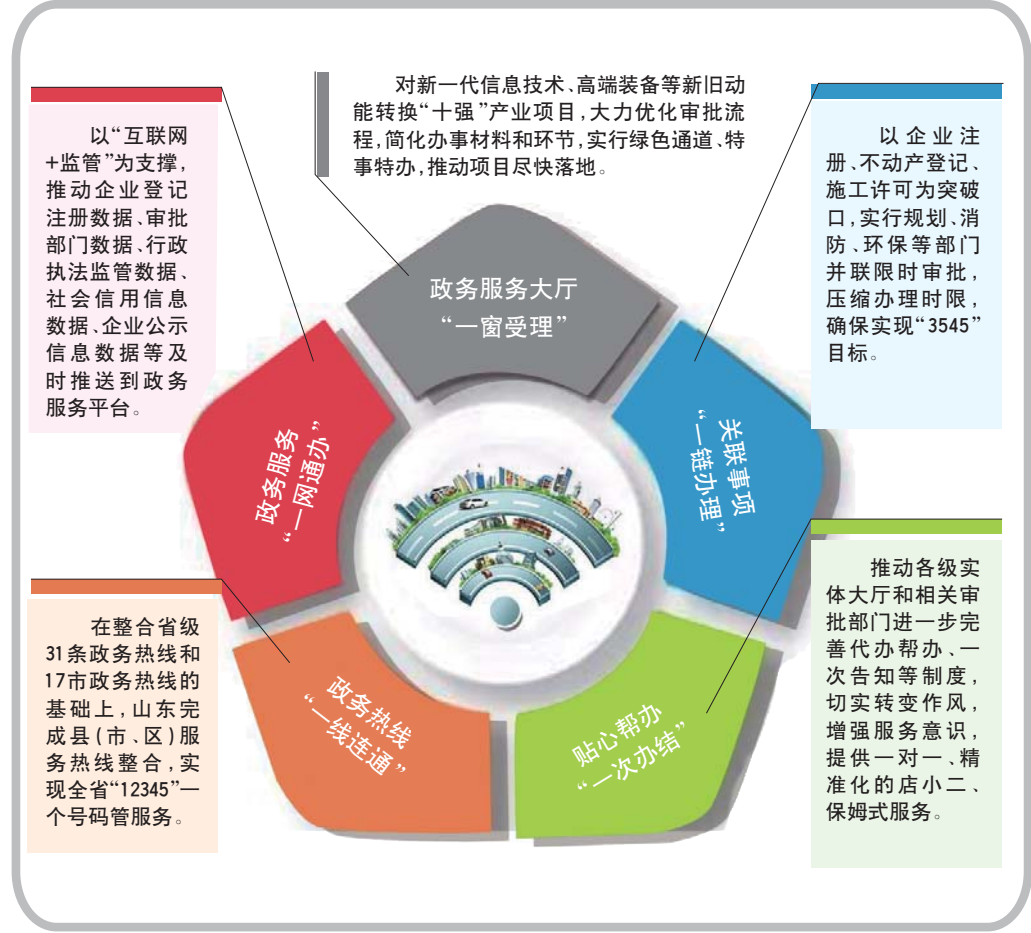 对新一代信息技术、高端装备等新旧动
能转换“十强”产业项目,大力优化审批流
程,简化办事材料和环节,实行绿色通道、特
事特办,推动项目尽快落地。
以“互联网
+监管”为支撑,
推动企业登记
注册数据、审批
部门数据、行政
执法监管数据、
社会信用信息
数据、企业公示
信息数据等及
时推送到政务
服务平台。
以企业注
册、不动产登记、
施工许可为突破
口,实行规划、消
防、环保等部门
并联限时审批,
压缩办理时限,
确保实现“3545”
目标。
政务服务大厅
“一窗受理”
政务服务
“一网通办”
关联事项
“一链办理”
政务热线
“一线连通”
贴心帮办
“一次办结”
在整合省级
31条政务热线和
17市政务热线的
基础上,山东完
成县(市、区)服
务热线整合,实
现全省“12345”一
个号码管服务。
推动各级实
体大厅和相关审
批部门进一步完
善代办帮办、一
次告知等制度,
切实转变作风,
增强服务意识,
提供一对一、精
准化的店小二、
保姆式服务。